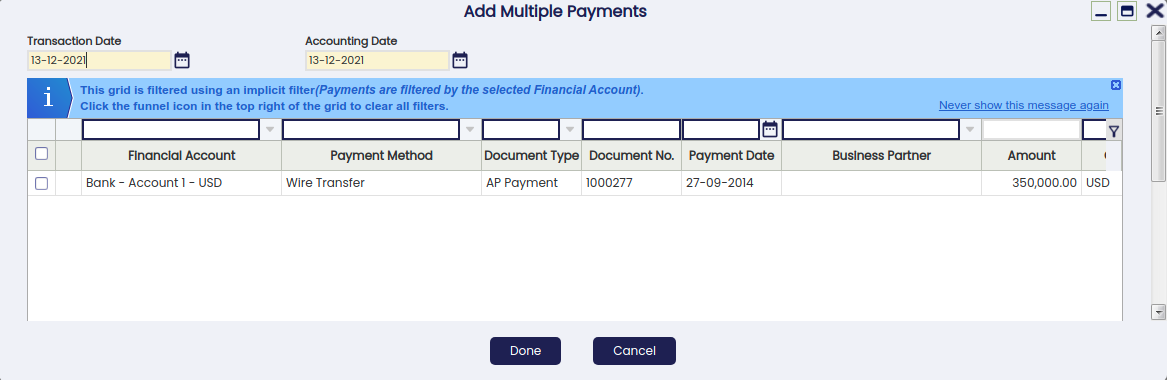 Add Multiple Payments
Transaction Date Accounting Date
13-12-2021 13-12-2021
i This grid is filtered using an implicit filter(Payments are filtered by the selected Financial Account).
Click the funnel icon in the top right of the grid to clear all filters. Never show this message again
Financial Account Payment Method Document Type Document No. Payment Date Business Partner Amount
Bank - Account 1 - USD Wire Transfer AP Payment 1000277 27-09-2014 350,000.00 USD
Done Cancel